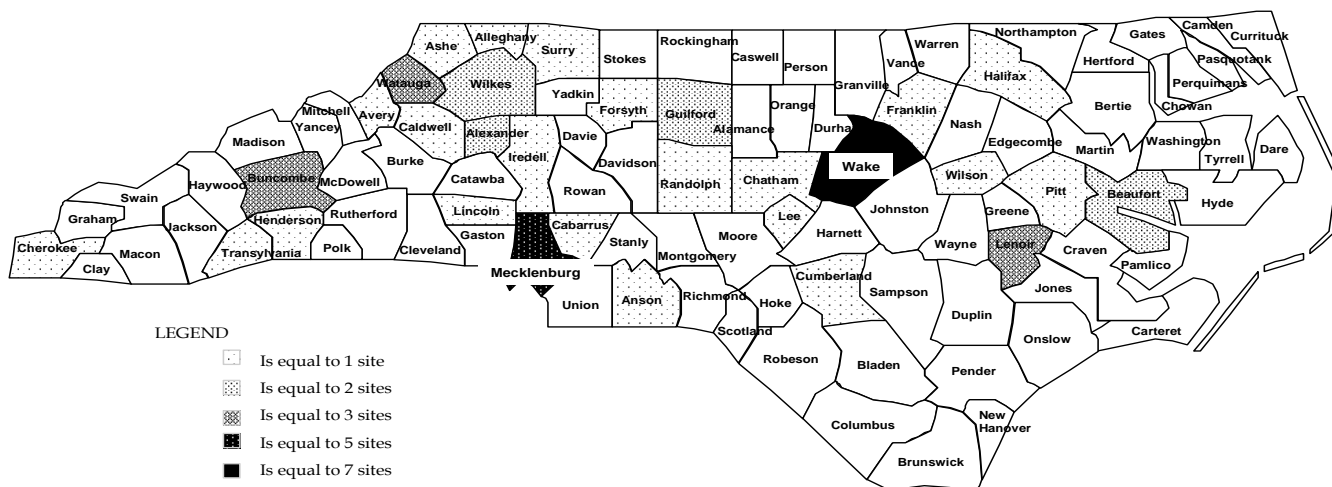 Camden
Alleghany
Northampton
Gates
Currituck
Ashe
Surry
Rockingham
Warren
Stokes
Caswell
Person
Vance
Hertford
Pasquotank
Watauga
Wilkes
Granville
Halifax
Perquimans
Yadkin
Forsyth
Guilford
Orange
Franklin
Bertie
Chowan
Mitchell
Avery
Yancey
Caldwell
Alexander
Davie
Alamance
Durha
Nash
Madison
Iredell
Edgecombe
Martin
Washington
Burke
Davidson
Wake
Tyrrell
Dare
Haywood
Buncombe
McDowell
Catawba
Randolph
Chatham
Wilson
Pitt
Beaufort
Swain
Rowan
Hyde
Graham
Jackson
Henderson
Rutherford
Lincoln
Lee
Johnston
Greene
Cherokee
Macon
Transylvania
Polk
Cleveland
Gaston
Cabarrus
Stanly
Moore
Harnett
Wayne
Lenoir
Craven
Clay
Montgomery
Pamlico
Mecklenburg
Cumberland
Union
Anson
Richmond
Hoke
Sampson
Jones
Duplin
Scotland
Carteret
LEGEND
Onslow
Is equal to 1 site
Robeson
Bladen
Pender
Is equal to 2 sites
Is equal to 3 sites
New
Hanover
Columbus
Is equal to 5 sites
Brunswick
Is equal to 7 sites